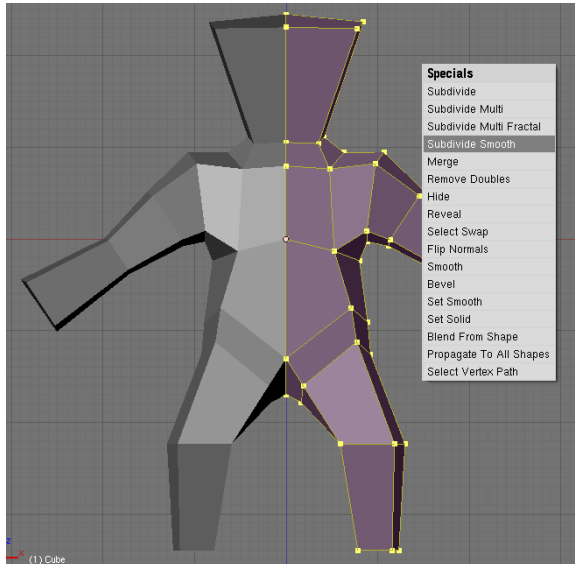 Specials
Subdivide
Subdivide Multi
Subdivide Multi Fractal
Subdivide Smooth
Merge
Remove Doubles
Hide
Reveal
Select Swap
Flip Normals
Smooth
Bevel
Set Smooth
Set Solid
Blend From Shape
Propagate To All Shapes
Select Vertex Path
z
x
(1) Cube